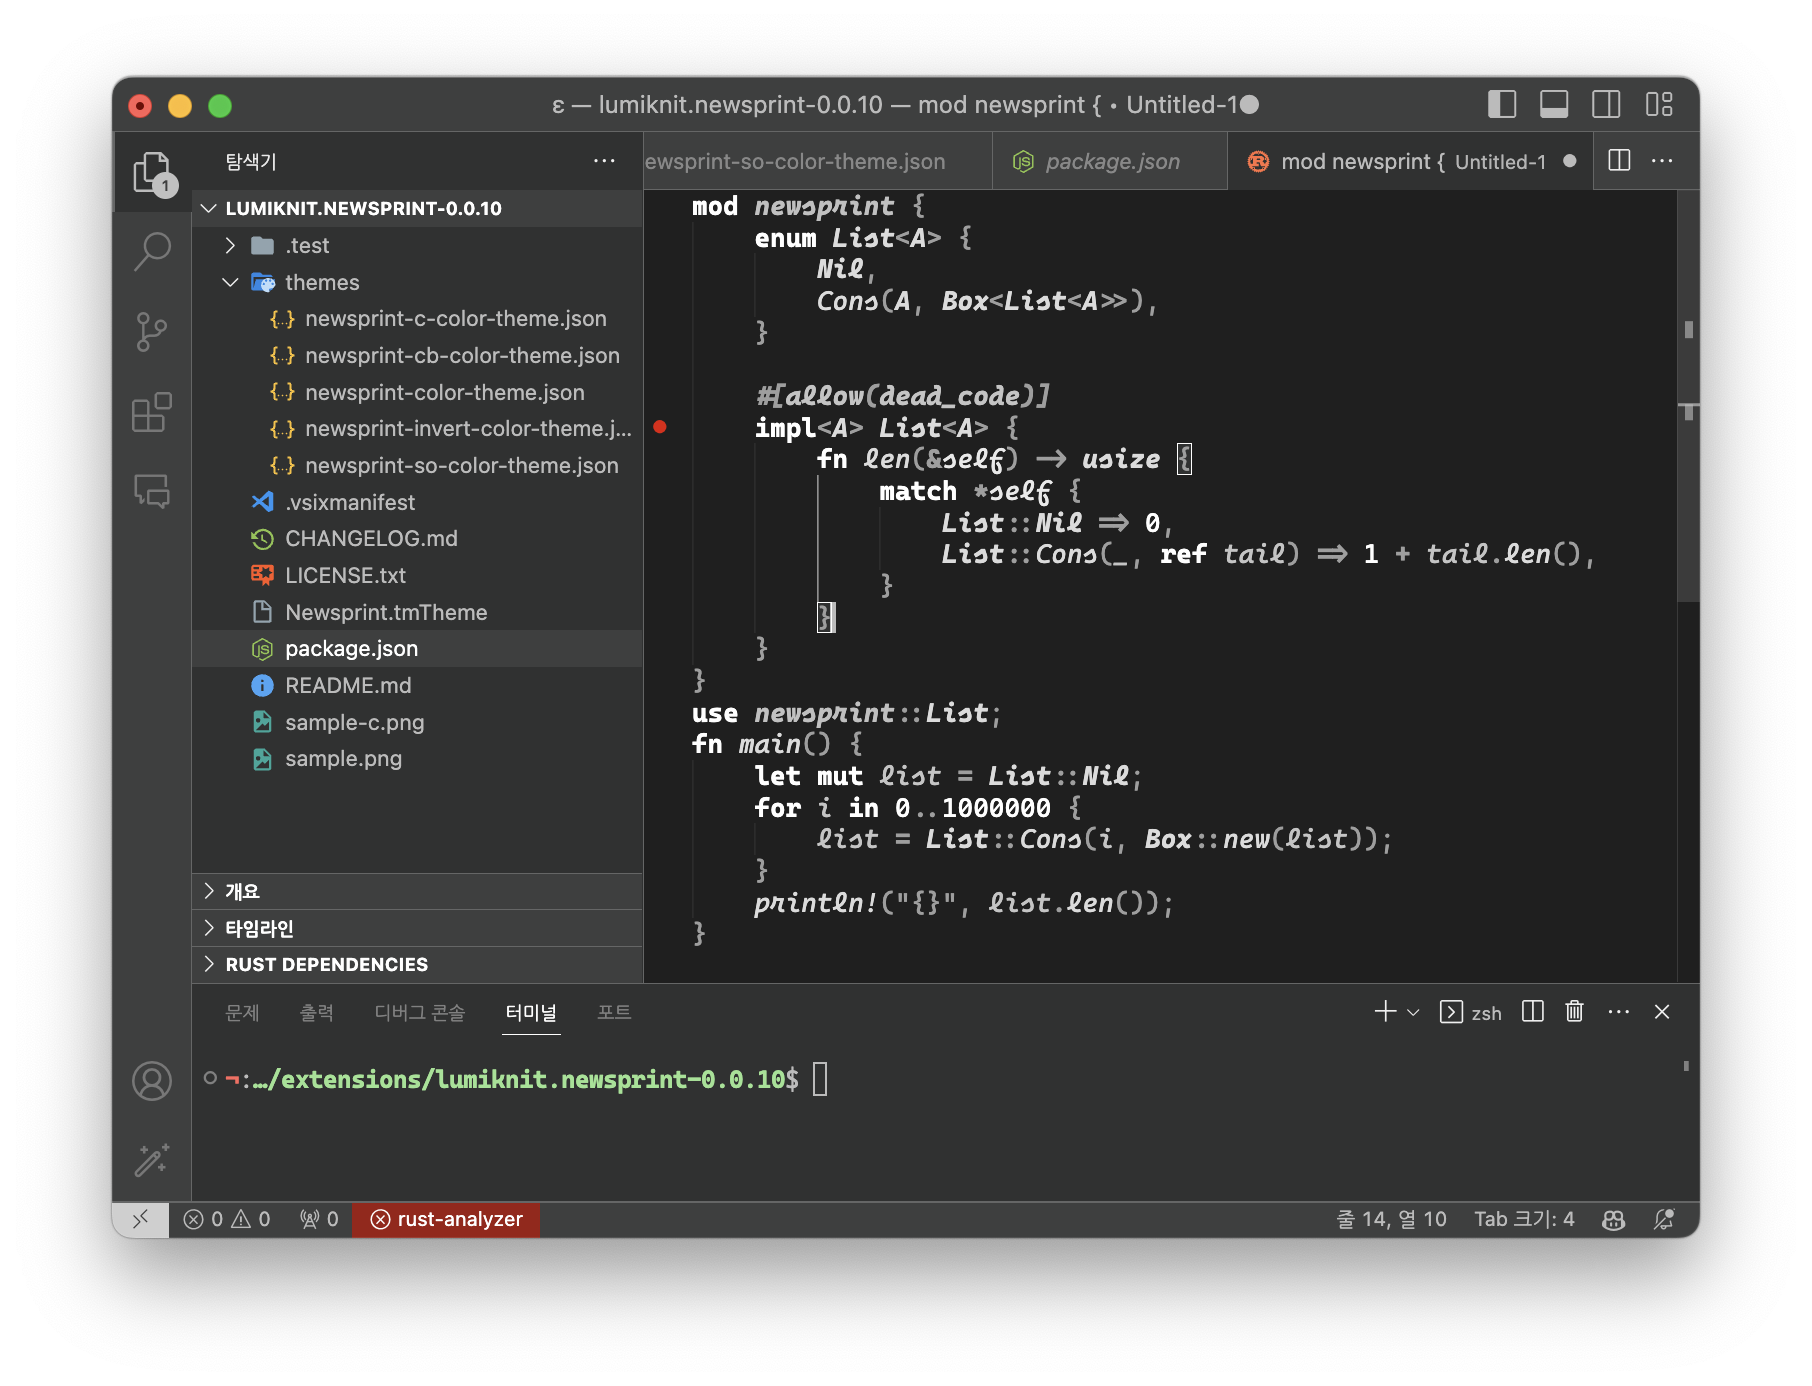 ε — lumiknit.newsprint-0.0.10 — mod newsprint { • Untitled-1
탐색기
1
LUMIKNIT.NEWSPRINT-0.0.10
.test
themes
newsprint-c-color-theme.json
newsprint-cb-color-theme.json
newsprint-color-theme.json
newsprint-invert-color-theme.j...
newsprint-so-color-theme.json
.vsixmanifest
CHANGELOG.md
LICENSE.txt
Newsprint.tmTheme
package.json
README.md
sample-c.png
sample.png
개요
타임라인
RUST DEPENDENCIES
ewsprint-so-color-theme.json
package.json
mod newsprint { Untitled-1
mod newsprint {
enum List<A> {
Nil,
Cons(A, Box<List<A>>),
}
#[allow(dead_code)]
impl<A> List<A> {
fn len(&self) -> usize {
match *self {
List::Nil => 0,
List::Cons(_, ref tail) => 1 + tail.len(),
}
}
}
}
use newsprint::List;
fn main() {
let mut list = List::Nil;
for i in 0..1000000 {
list = List::Cons(i, Box::new(list));
}
println!("{}", list.len());
}
문제 출력 디버그 콘솔 터미널 포트
zsh
¬:…/extensions/lumiknit.newsprint-0.0.10$
0 0 0 rust-analyzer
줄 14, 열 10 Tab 크기: 4